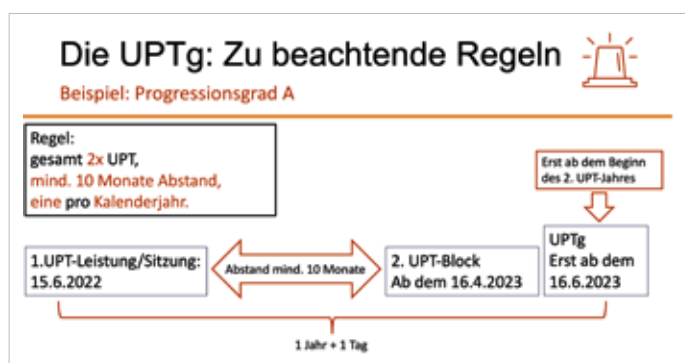 Die UPTg: Zu beachtende Regeln
Beispiel: Progressionsgrad A
Regel:
gesamt 2x UPT,
mind. 10 Monate Abstand,
eine pro Kalenderjahr.
Erst ab dem Beginn
des 2. UPT-Jahres
1.UPT-Leistung/Sitzung:
15.6.2022
Abstand mind. 10 Monate
2. UPT-Block
Ab dem 16.4.2023
UPTg
Erst ab dem
16.6.2023
1 Jahr + 1 Tag